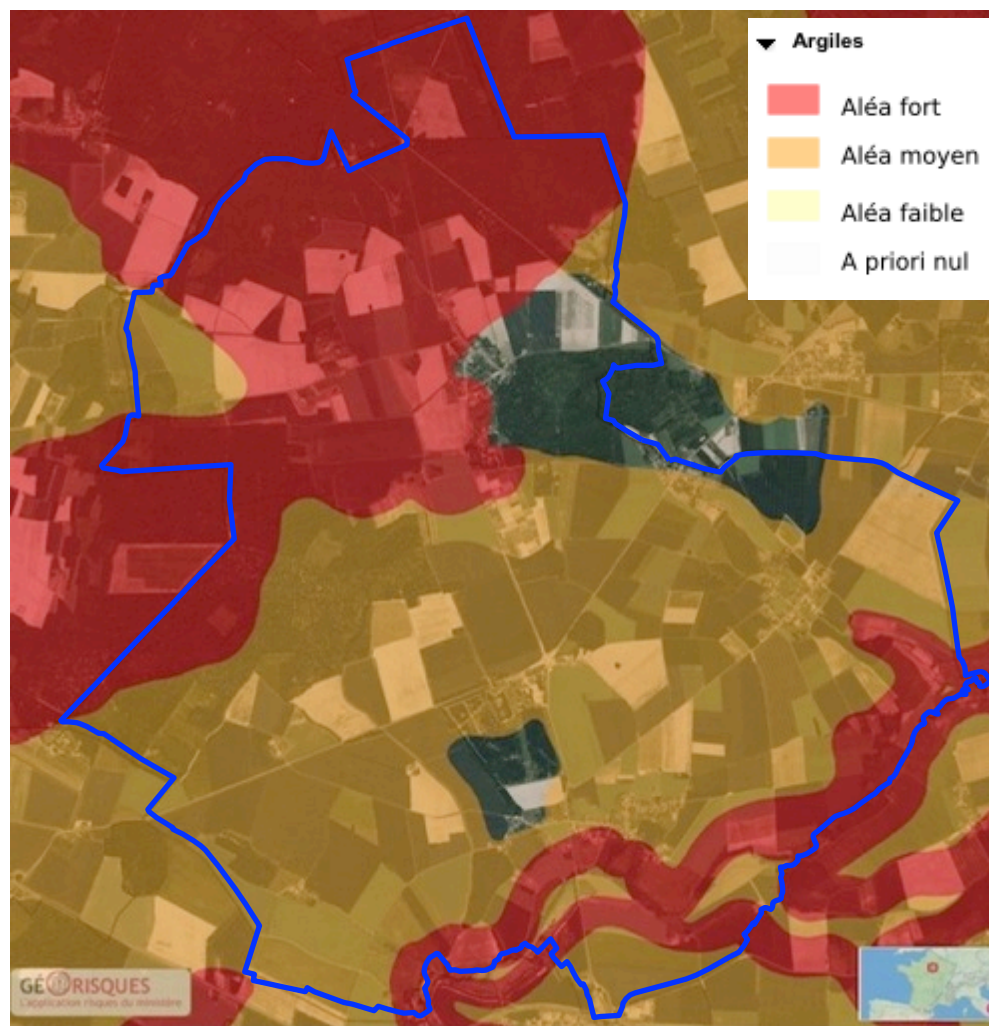 Argiles
Aléa fort
Aléa moyen
Aléa faible
A priori nul
GÉORISQUES
L'application risques du ministère